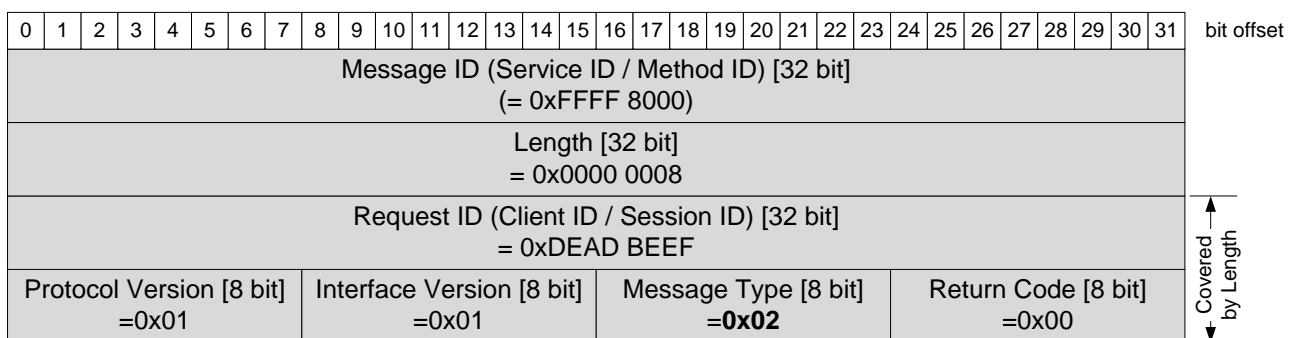 0 1 2 3 4 5 6 7 8 9 10 11 12 13 14 15 16 17 18 19 20 21 22 23 24 25 26 27 28 29 30 31 bit offset
Message ID (Service ID / Method ID) [32 bit]
(= 0xFFFF 8000)
Length [32 bit]
= 0x0000 0008
Request ID (Client ID / Session ID) [32 bit]
= 0xDEAD BEEF
Protocol Version [8 bit] Interface Version [8 bit] Message Type [8 bit] Return Code [8 bit]
=0x01 =0x01 =0x02 =0x00
Covered
by Length